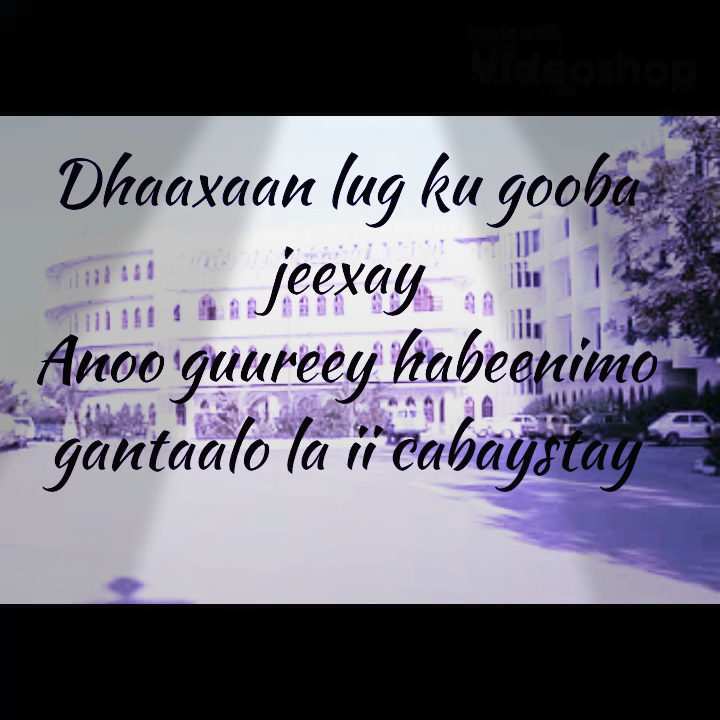 made with
Videoshop
Dhaaxaan lug ku gooba
jeexay
Anoo guureey habeenimo
gantaalo la ii cabaystay